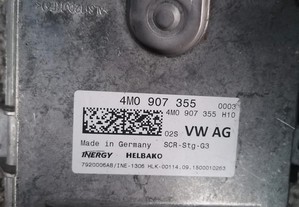 4M0 907 355 0003
4M0 907 355 H10
02S VW AG
Made in Germany SCR-Stg-G3
INERGY HELBAKO
7920006AB/INE-1306 HLK-00114.09.1800010263